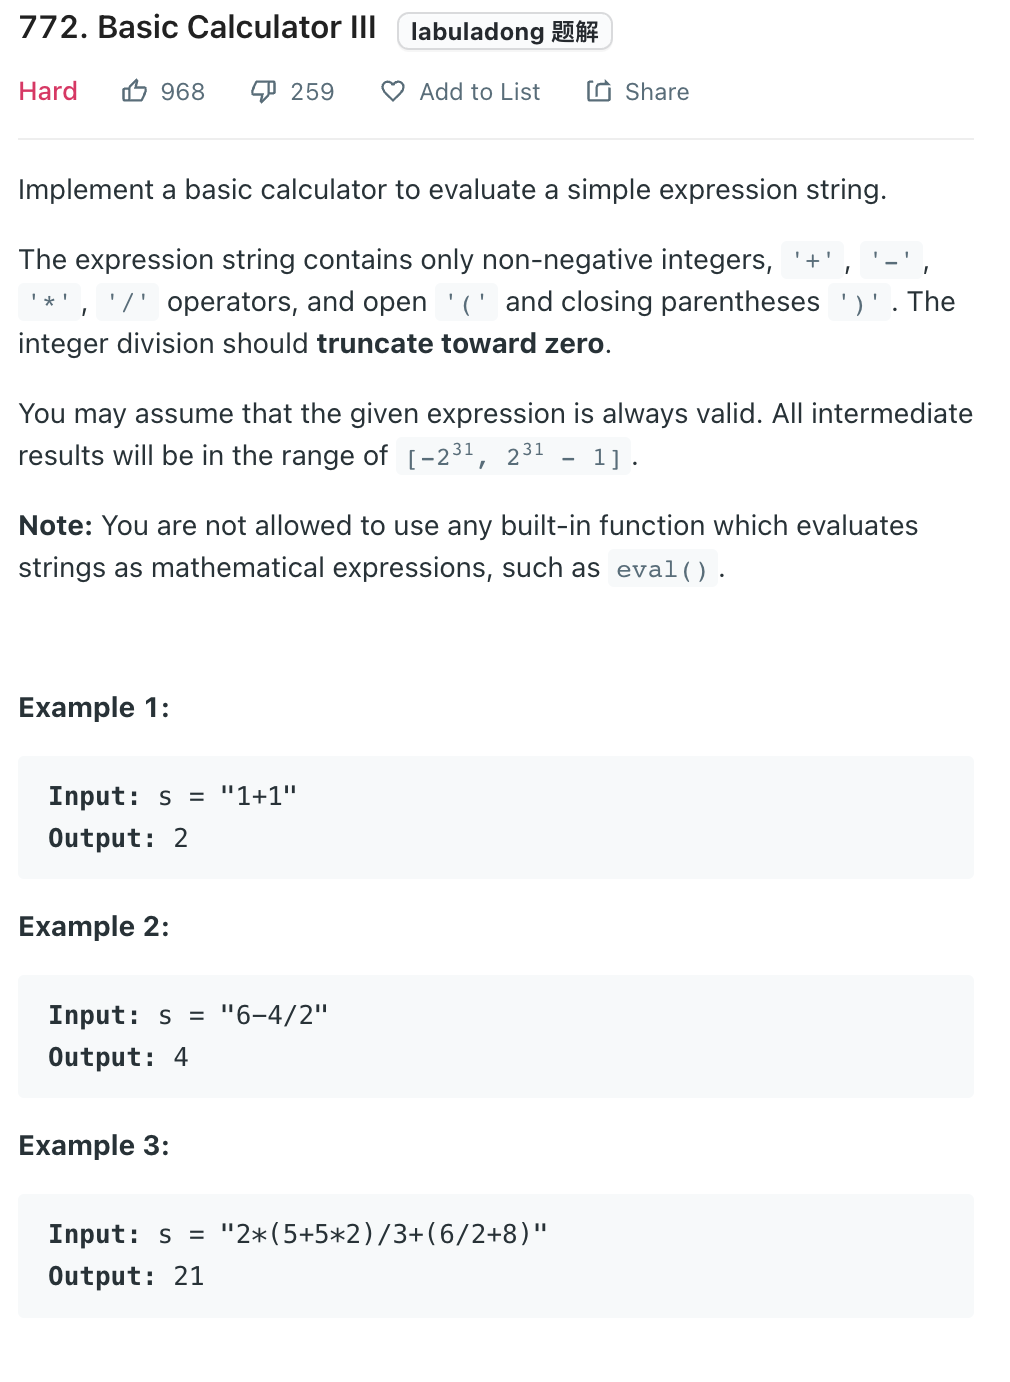 772. Basic Calculator III labuladong 题解
Hard 968 259 Add to List Share
Implement a basic calculator to evaluate a simple expression string.
The expression string contains only non-negative integers, '+', '-',
'*', '/' operators, and open '(' and closing parentheses ')'. The
integer division should truncate toward zero.
You may assume that the given expression is always valid. All intermediate
results will be in the range of [-2³¹, 2³¹ - 1].
Note: You are not allowed to use any built-in function which evaluates
strings as mathematical expressions, such as eval().
Example 1:
Input: s = "1+1"
Output: 2
Example 2:
Input: s = "6-4/2"
Output: 4
Example 3:
Input: s = "2*(5+5*2)/3+(6/2+8)"
Output: 21